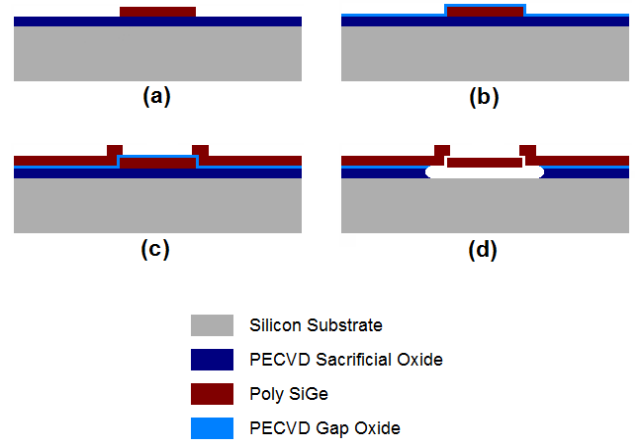 (a)
(b)
(c)
(d)
Silicon Substrate
PECVD Sacrificial Oxide
Poly SiGe
PECVD Gap Oxide